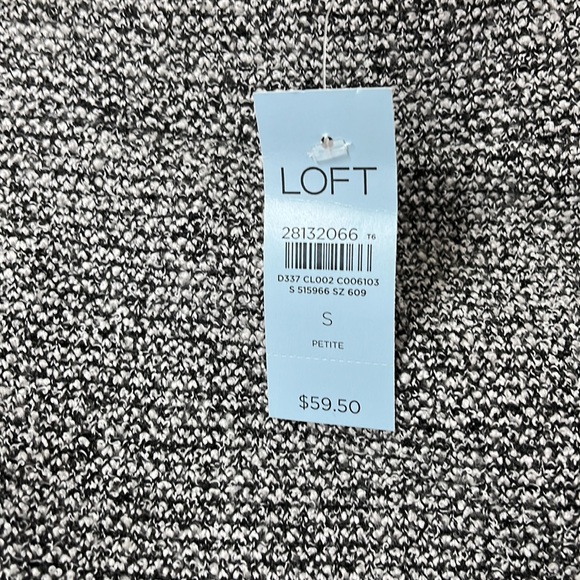 LOFT
28132066 T6
D337 CL002 C006103
S 515966 SZ 609
S
PETITE
$59.50